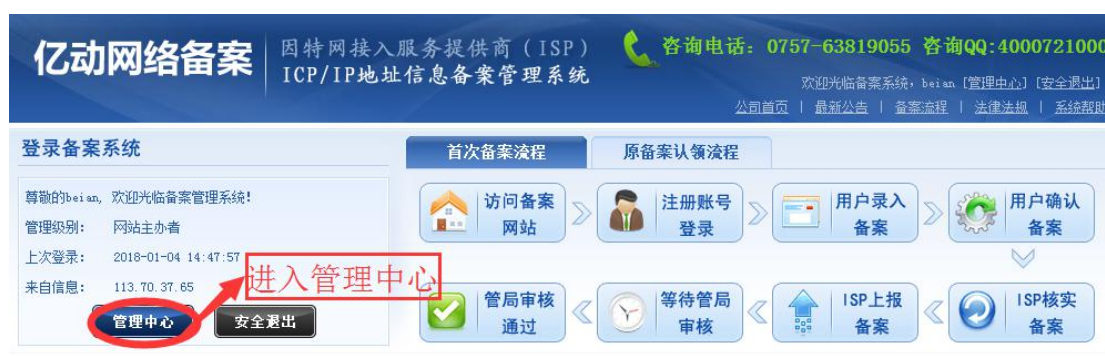 亿动网络备案
因特网接入服务提供商（ISP）
ICP/IP地址信息备案管理系统
咨询电话: 0757-63819055 咨询QQ:4000721000
欢迎光临备案系统，beian [管理中心] [安全退出]
公司首页 | 最新公告 | 备案流程 | 法律法规 | 系统帮助
登录备案系统
首次备案流程
原备案认领流程
尊敬的beian, 欢迎光临备案管理系统!
管理级别: 网站主办者
上次登录: 2018-01-04 14:47:57
来自信息: 113.70.37.65
进入管理中心
管理中心
安全退出
访问备案
网站
注册账号
登录
用户录入
备案
用户确认
备案
管局审核
通过
等待管局
审核
ISP上报
备案
ISP核实
备案